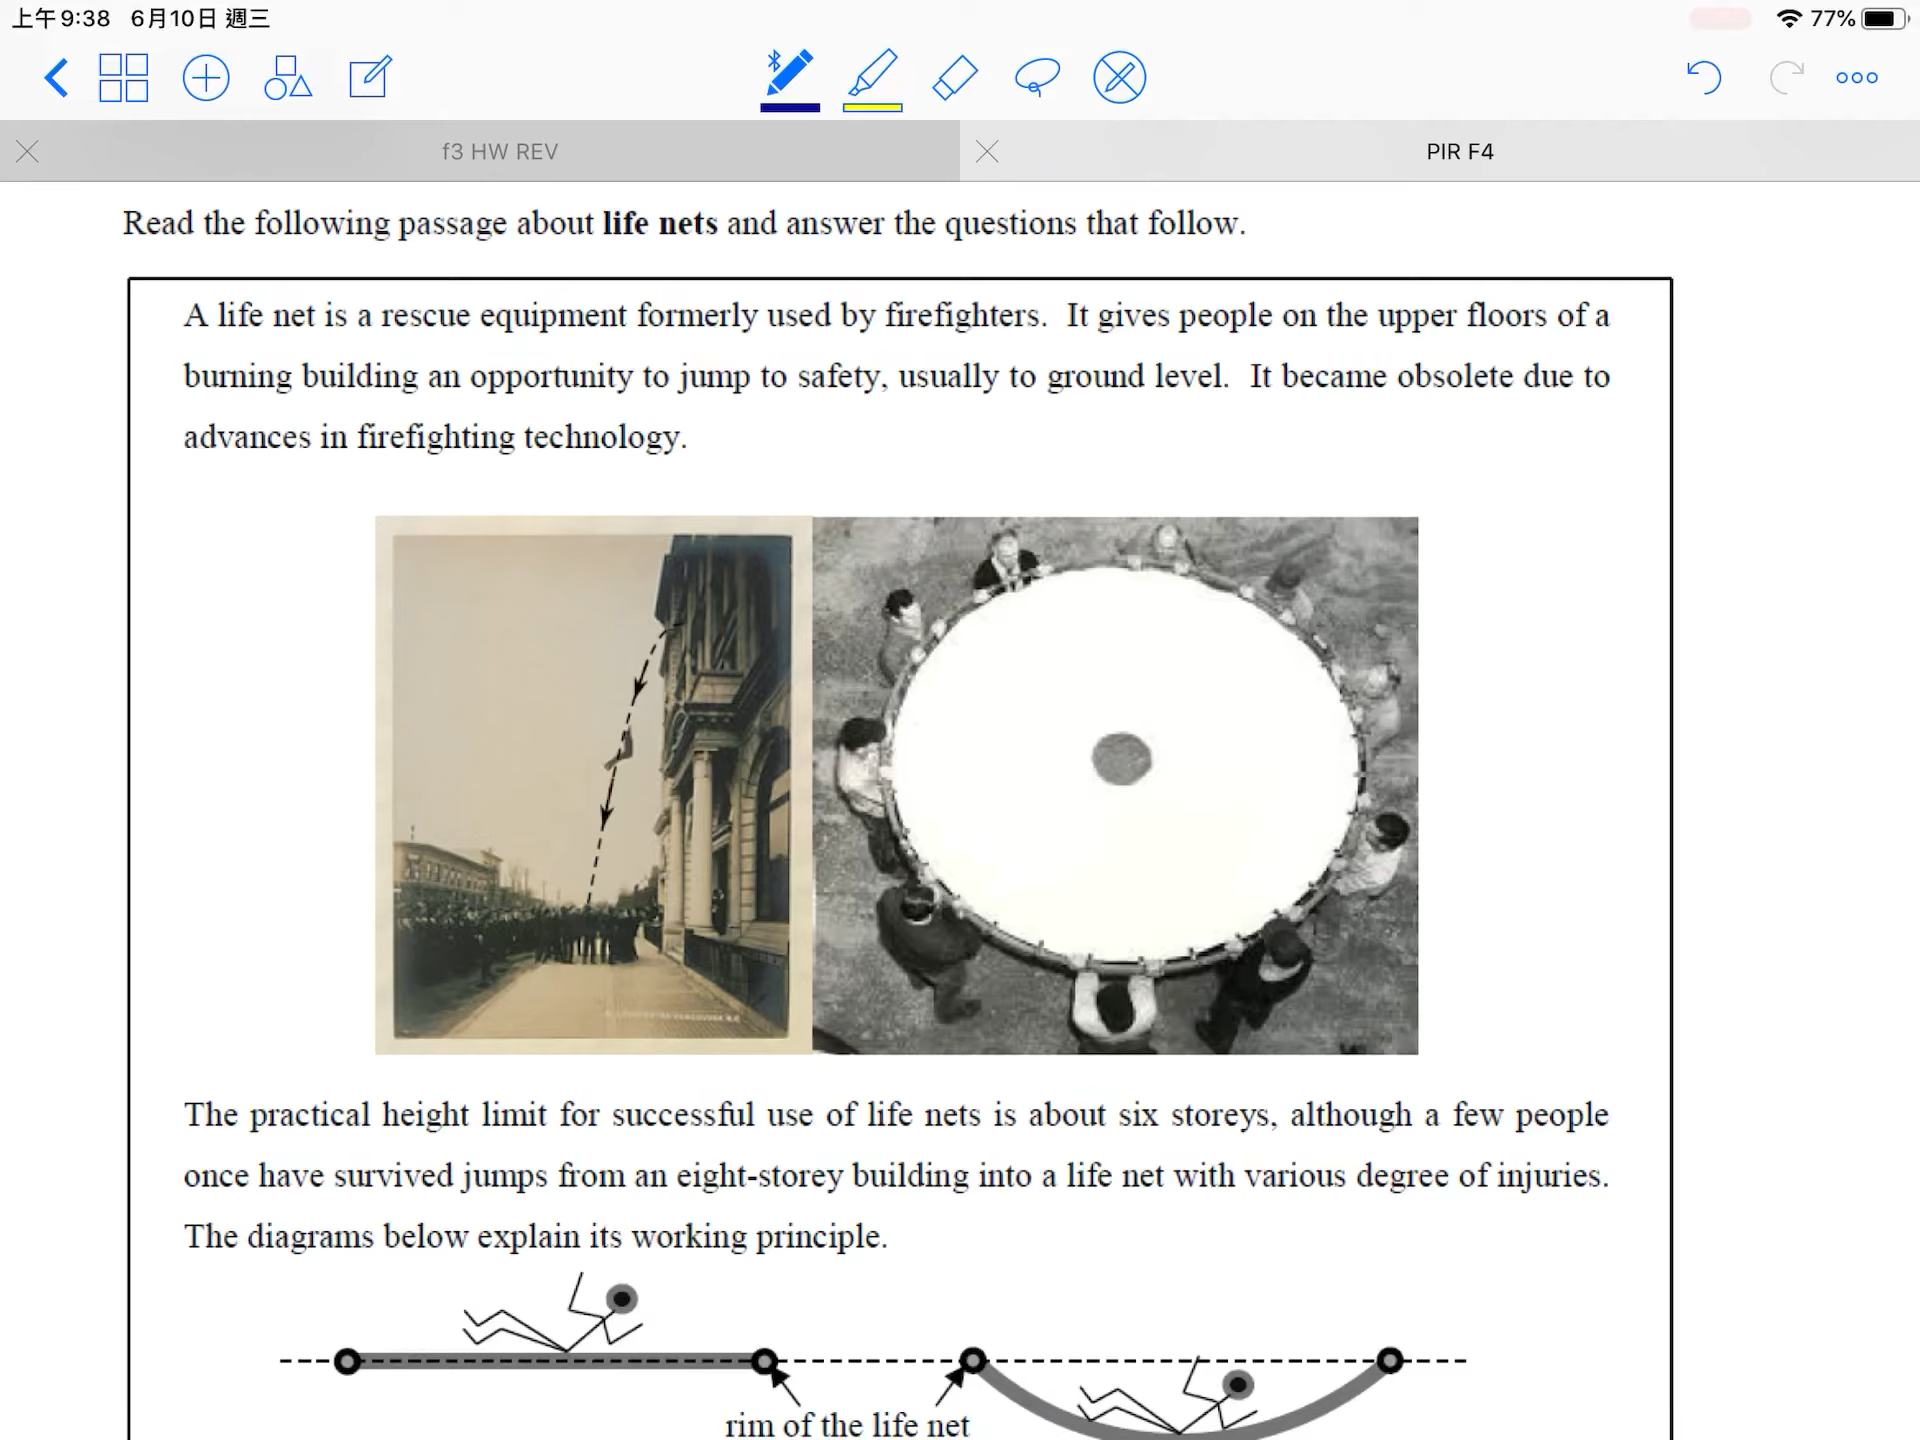 上午9:38 6月10日 週三
77%
f3 HW REV
PIR F4
Read the following passage about life nets and answer the questions that follow.
A life net is a rescue equipment formerly used by firefighters. It gives people on the upper floors of a
burning building an opportunity to jump to safety, usually to ground level. It became obsolete due to
advances in firefighting technology.
The practical height limit for successful use of life nets is about six storeys, although a few people
once have survived jumps from an eight-storey building into a life net with various degree of injuries.
The diagrams below explain its working principle.
rim of the life net